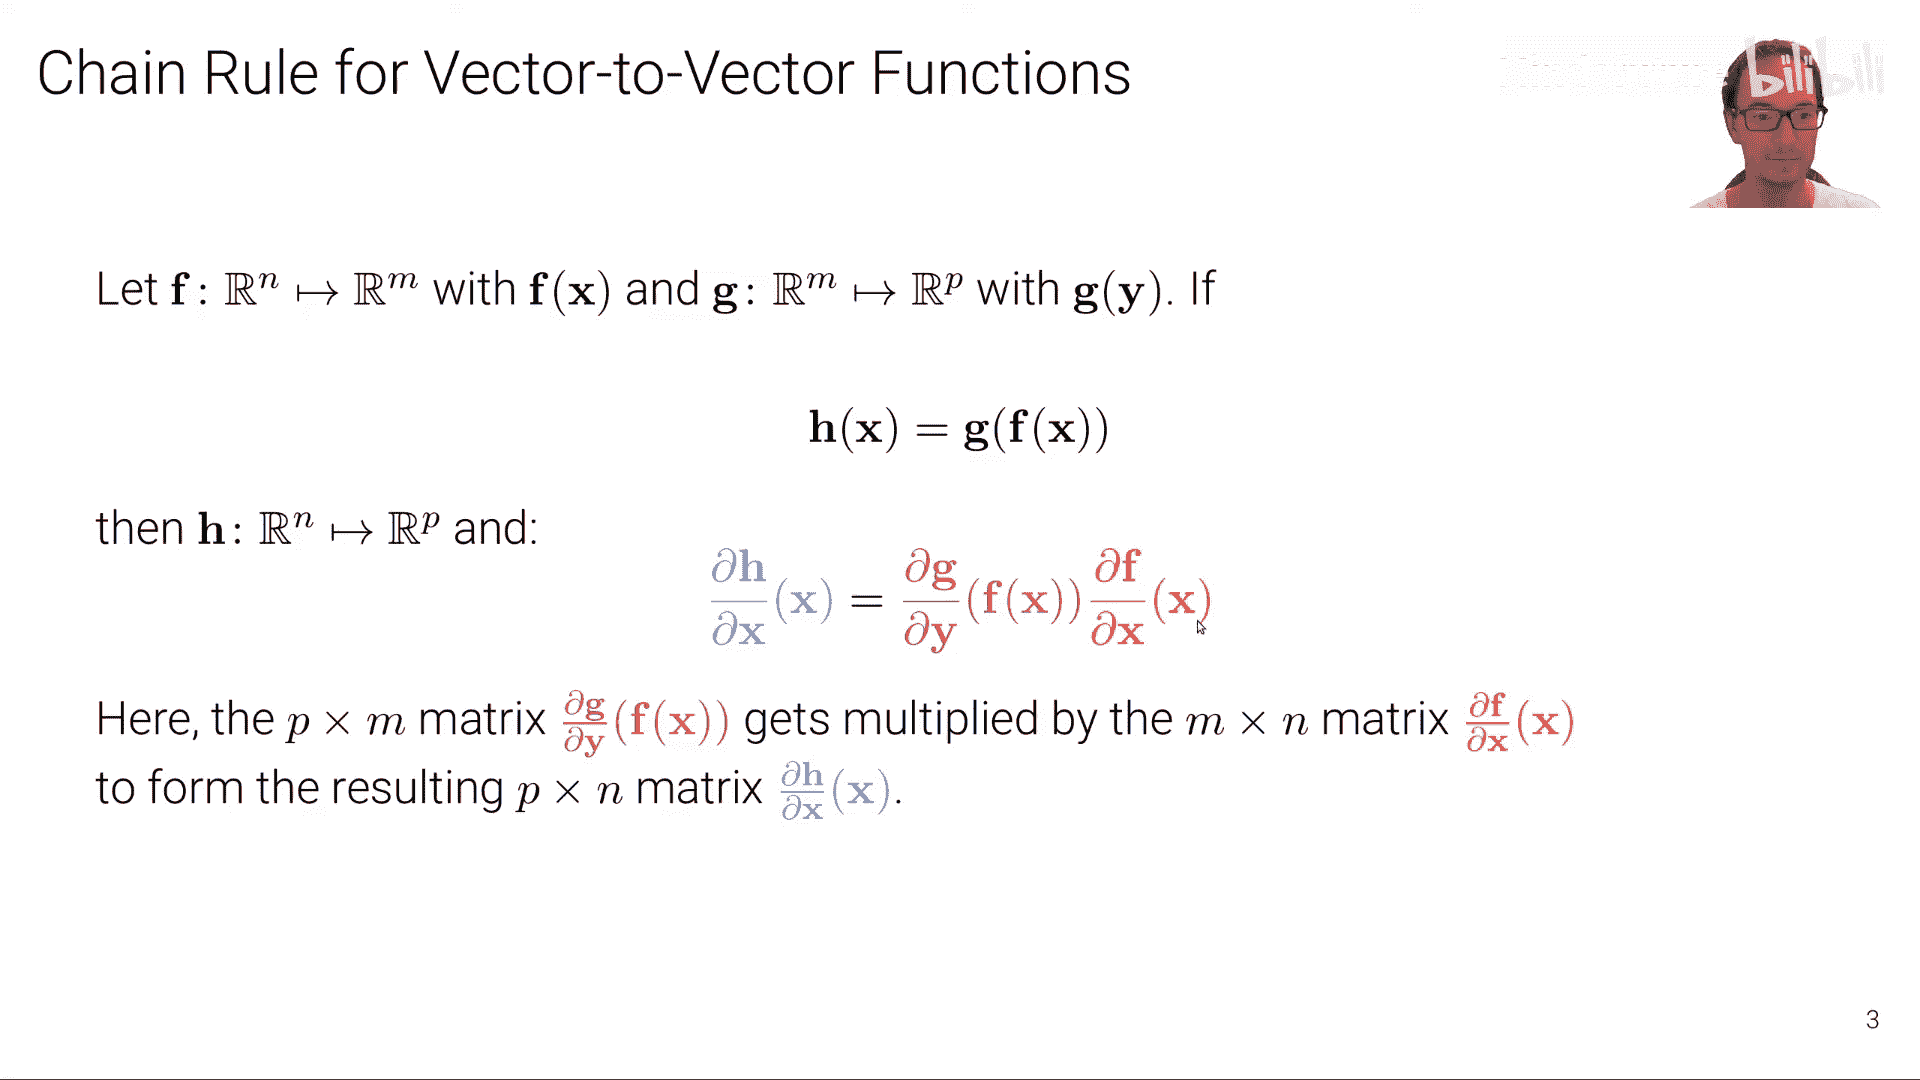 Chain Rule for Vector-to-Vector Functions
bilibili
Let f : ℝⁿ ↦ ℝᵐ with f(x) and g : ℝᵐ ↦ ℝᵖ with g(y). If
h(x) = g(f(x))
then h : ℝⁿ ↦ ℝᵖ and:
∂h/∂x (x) = ∂g/∂y (f(x)) ∂f/∂x (x)
Here, the p × m matrix ∂g/∂y (f(x)) gets multiplied by the m × n matrix ∂f/∂x (x)
to form the resulting p × n matrix ∂h/∂x (x).
3